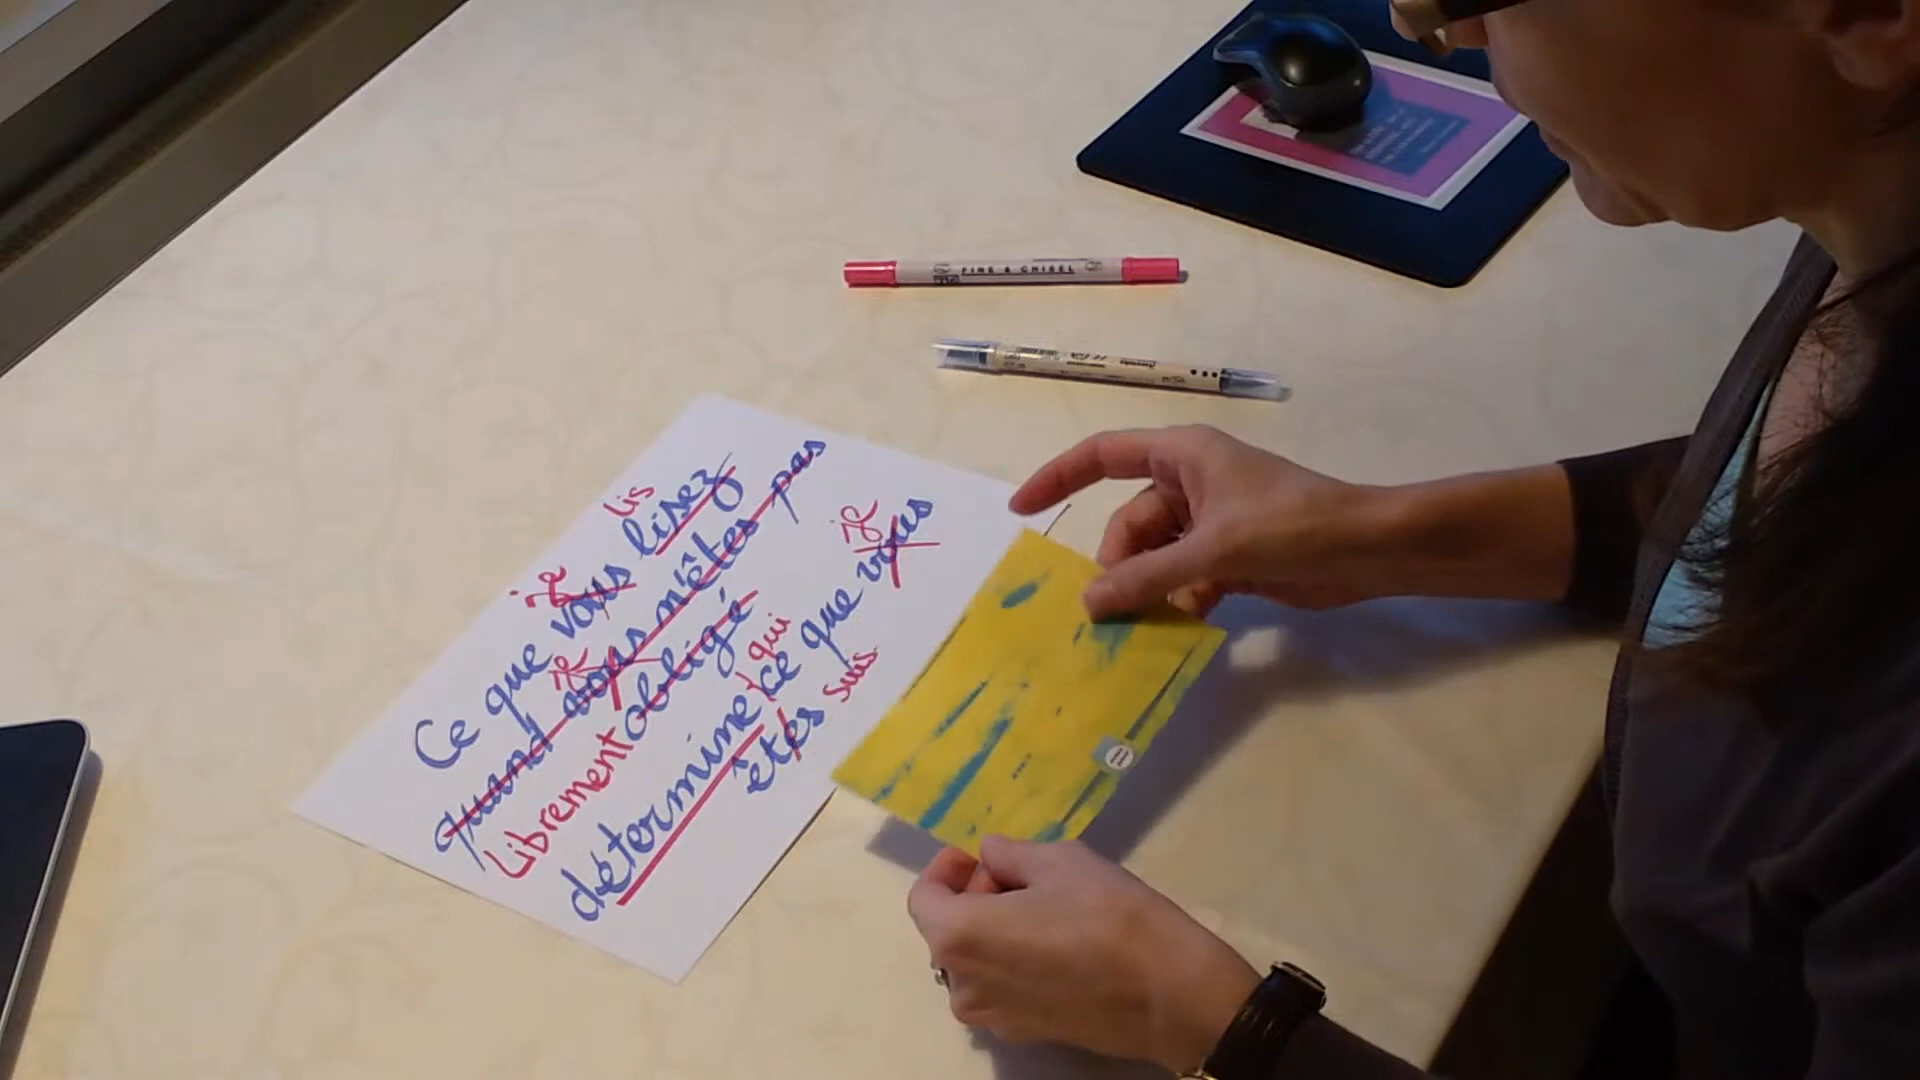 FINE & CHISEL
lis
je
Ce que vous lisez
je
quand vous n'êtes pas
je
Librement obligé
qui
détermine ce que vous
êtes suis